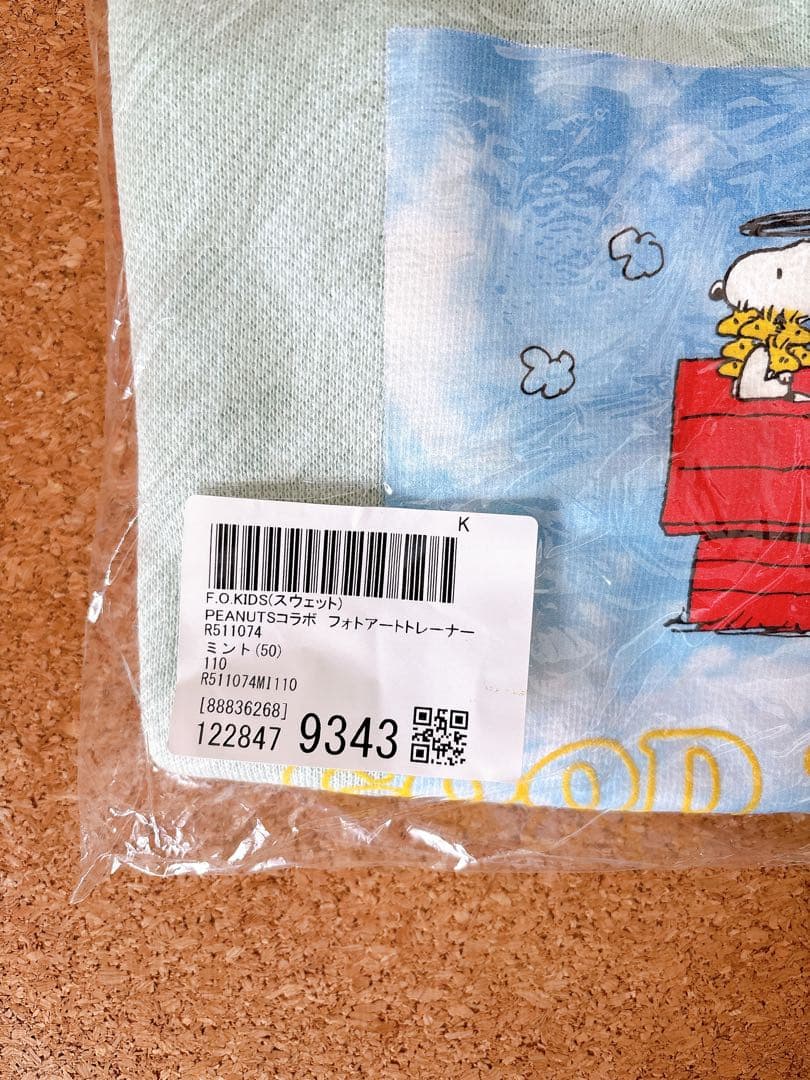 K
F.O.KIDS(スウェット)
PEANUTSコラボ フォトアートトレーナー
R511074
ミント(50)
110
R511074MI110
[88836268]
122847 9343